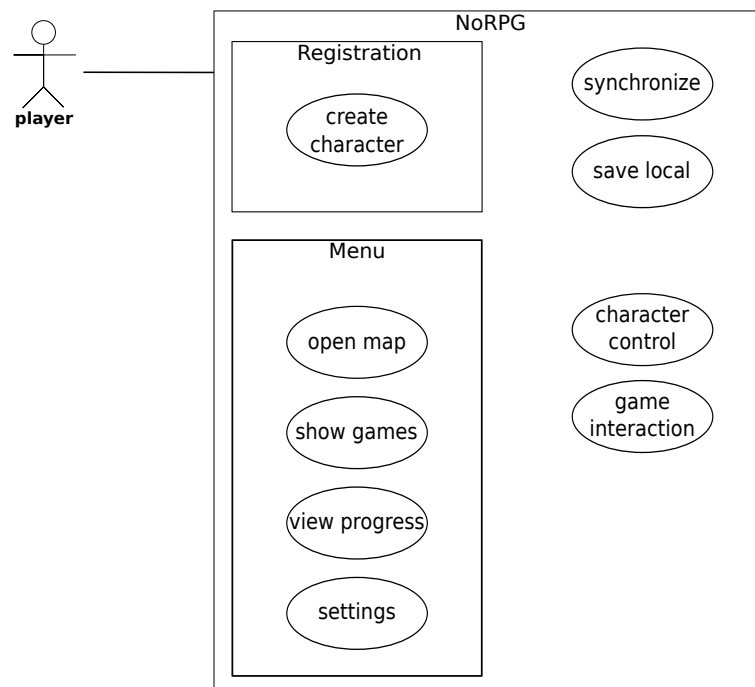 NoRPG
player
Registration
create
character
Menu
open map
show games
view progress
settings
synchronize
save local
character
control
game
interaction